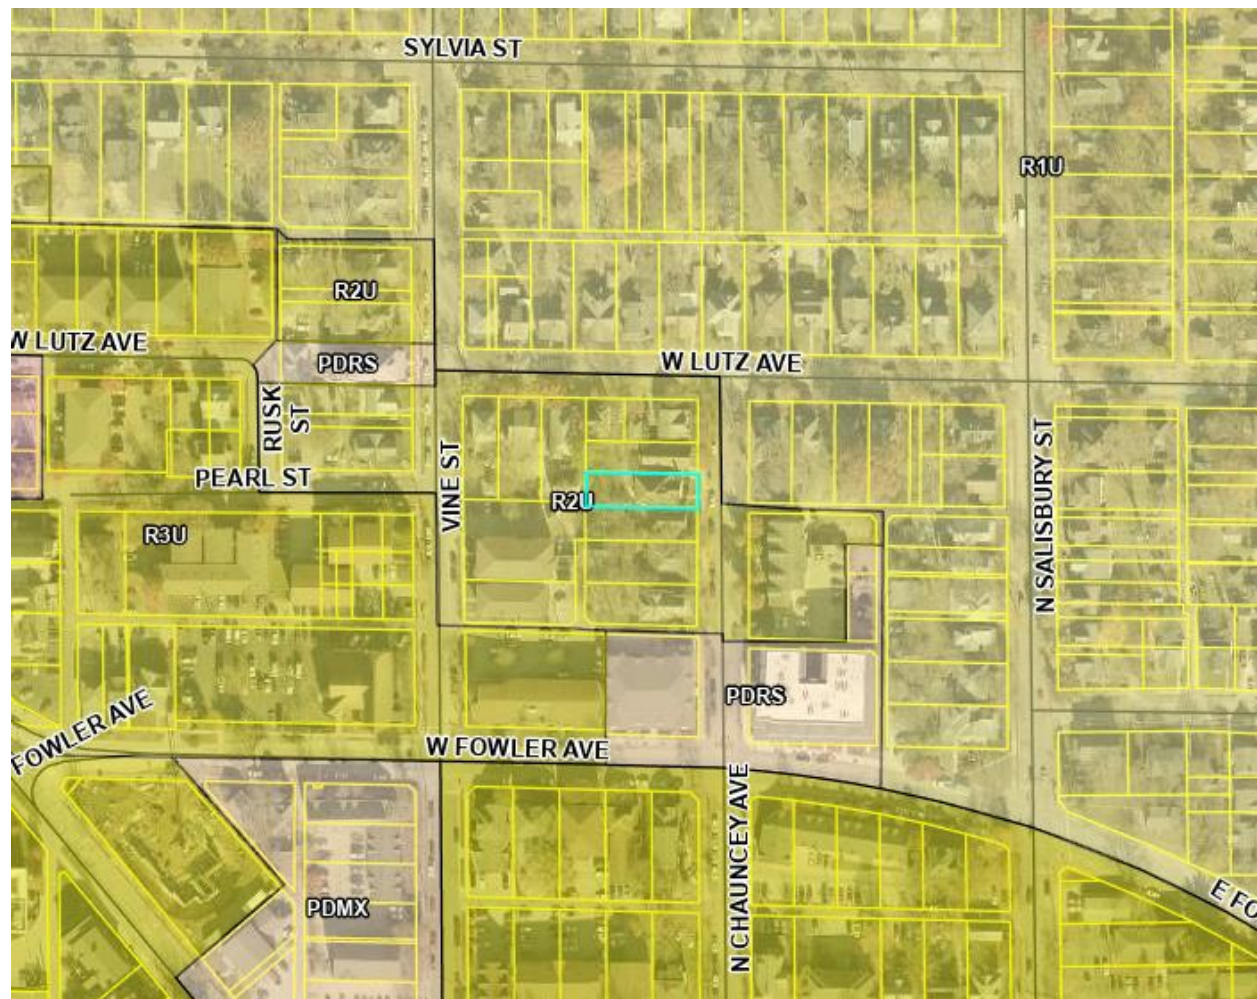 SYLVIA ST
R1U
R2U
W LUTZ AVE
W LUTZ AVE
PDRS
RUSK
ST
PEARL ST
VINE ST
R2U
R3U
N SALISBURY ST
PDRS
FOWLER AVE
W FOWLER AVE
N CHAUNCEY AVE
PDMX
E FO